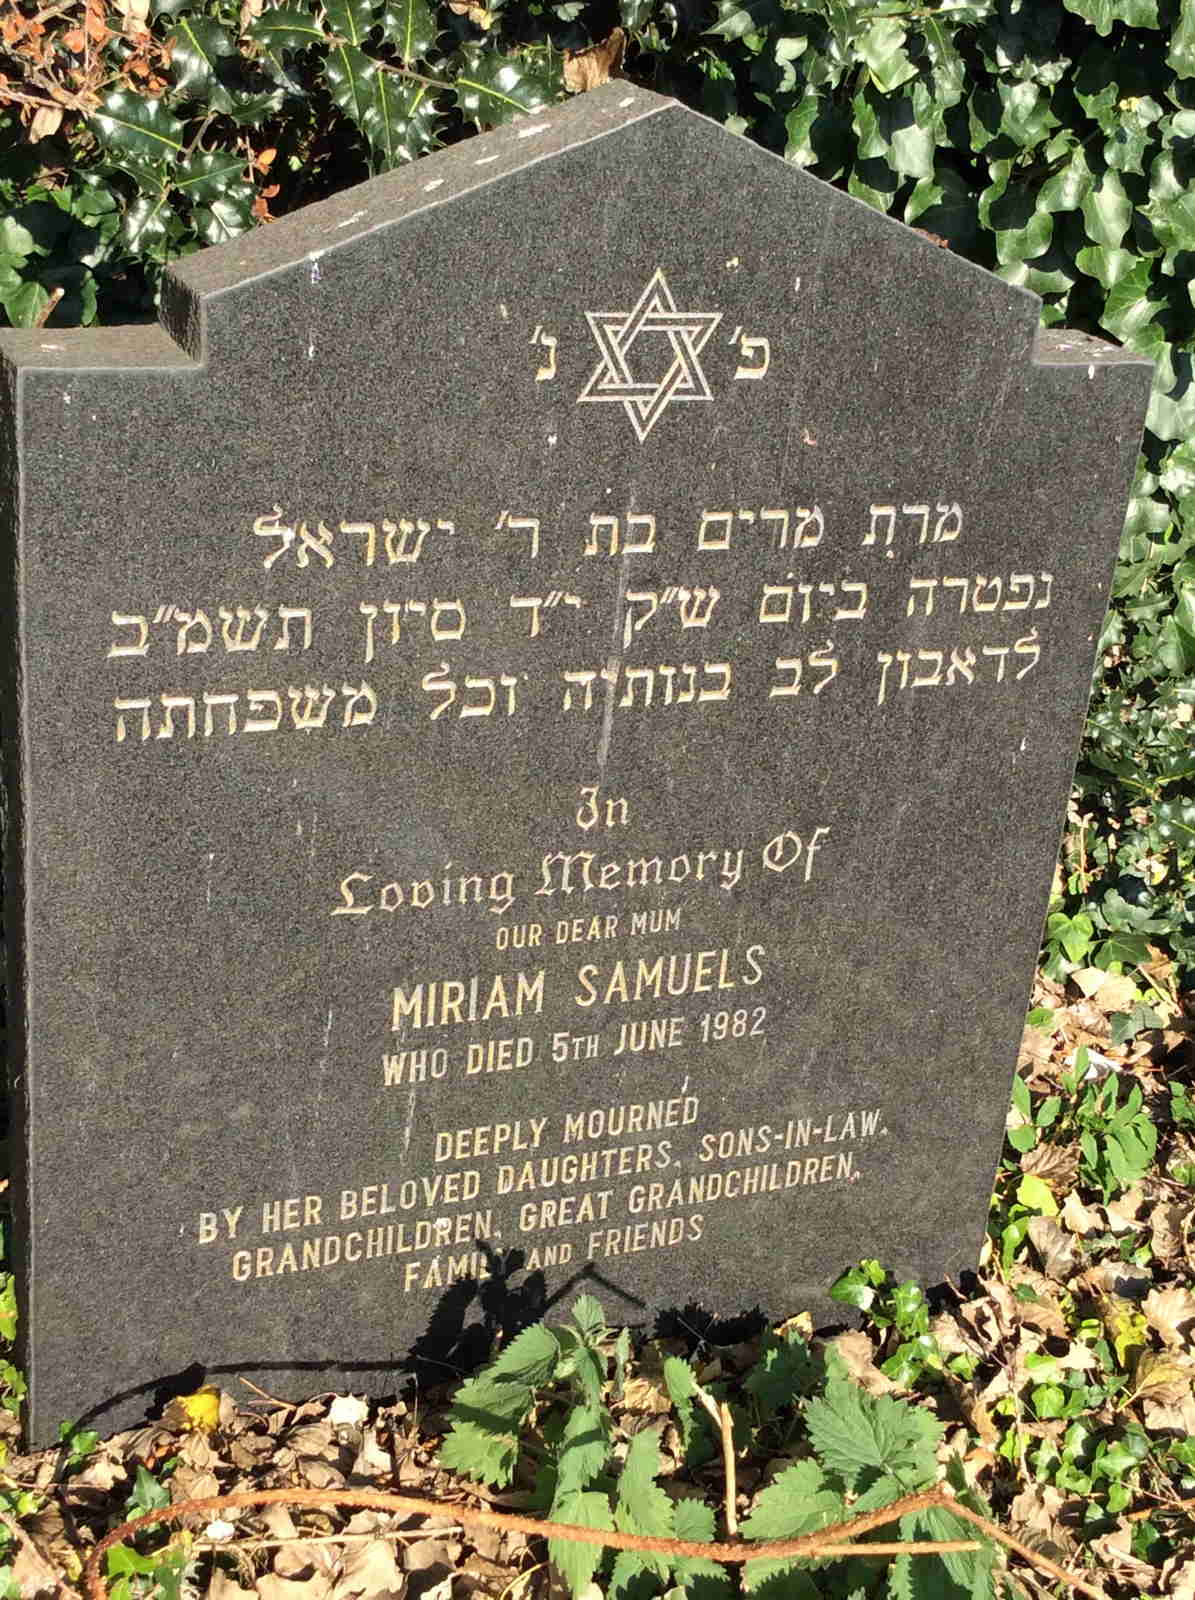 פ׳ נ׳
מרת מרים בת ר׳ ישראל
נפטרה ביום ש״ק י״ד סיון תשמ״ב
לדאבון לב בנותיה וכל משפחתה
In
Loving Memory Of
OUR DEAR MUM
MIRIAM SAMUELS
WHO DIED 5TH JUNE 1982
DEEPLY MOURNED
BY HER BELOVED DAUGHTERS, SONS-IN-LAW,
GRANDCHILDREN, GREAT GRANDCHILDREN,
FAMILY AND FRIENDS